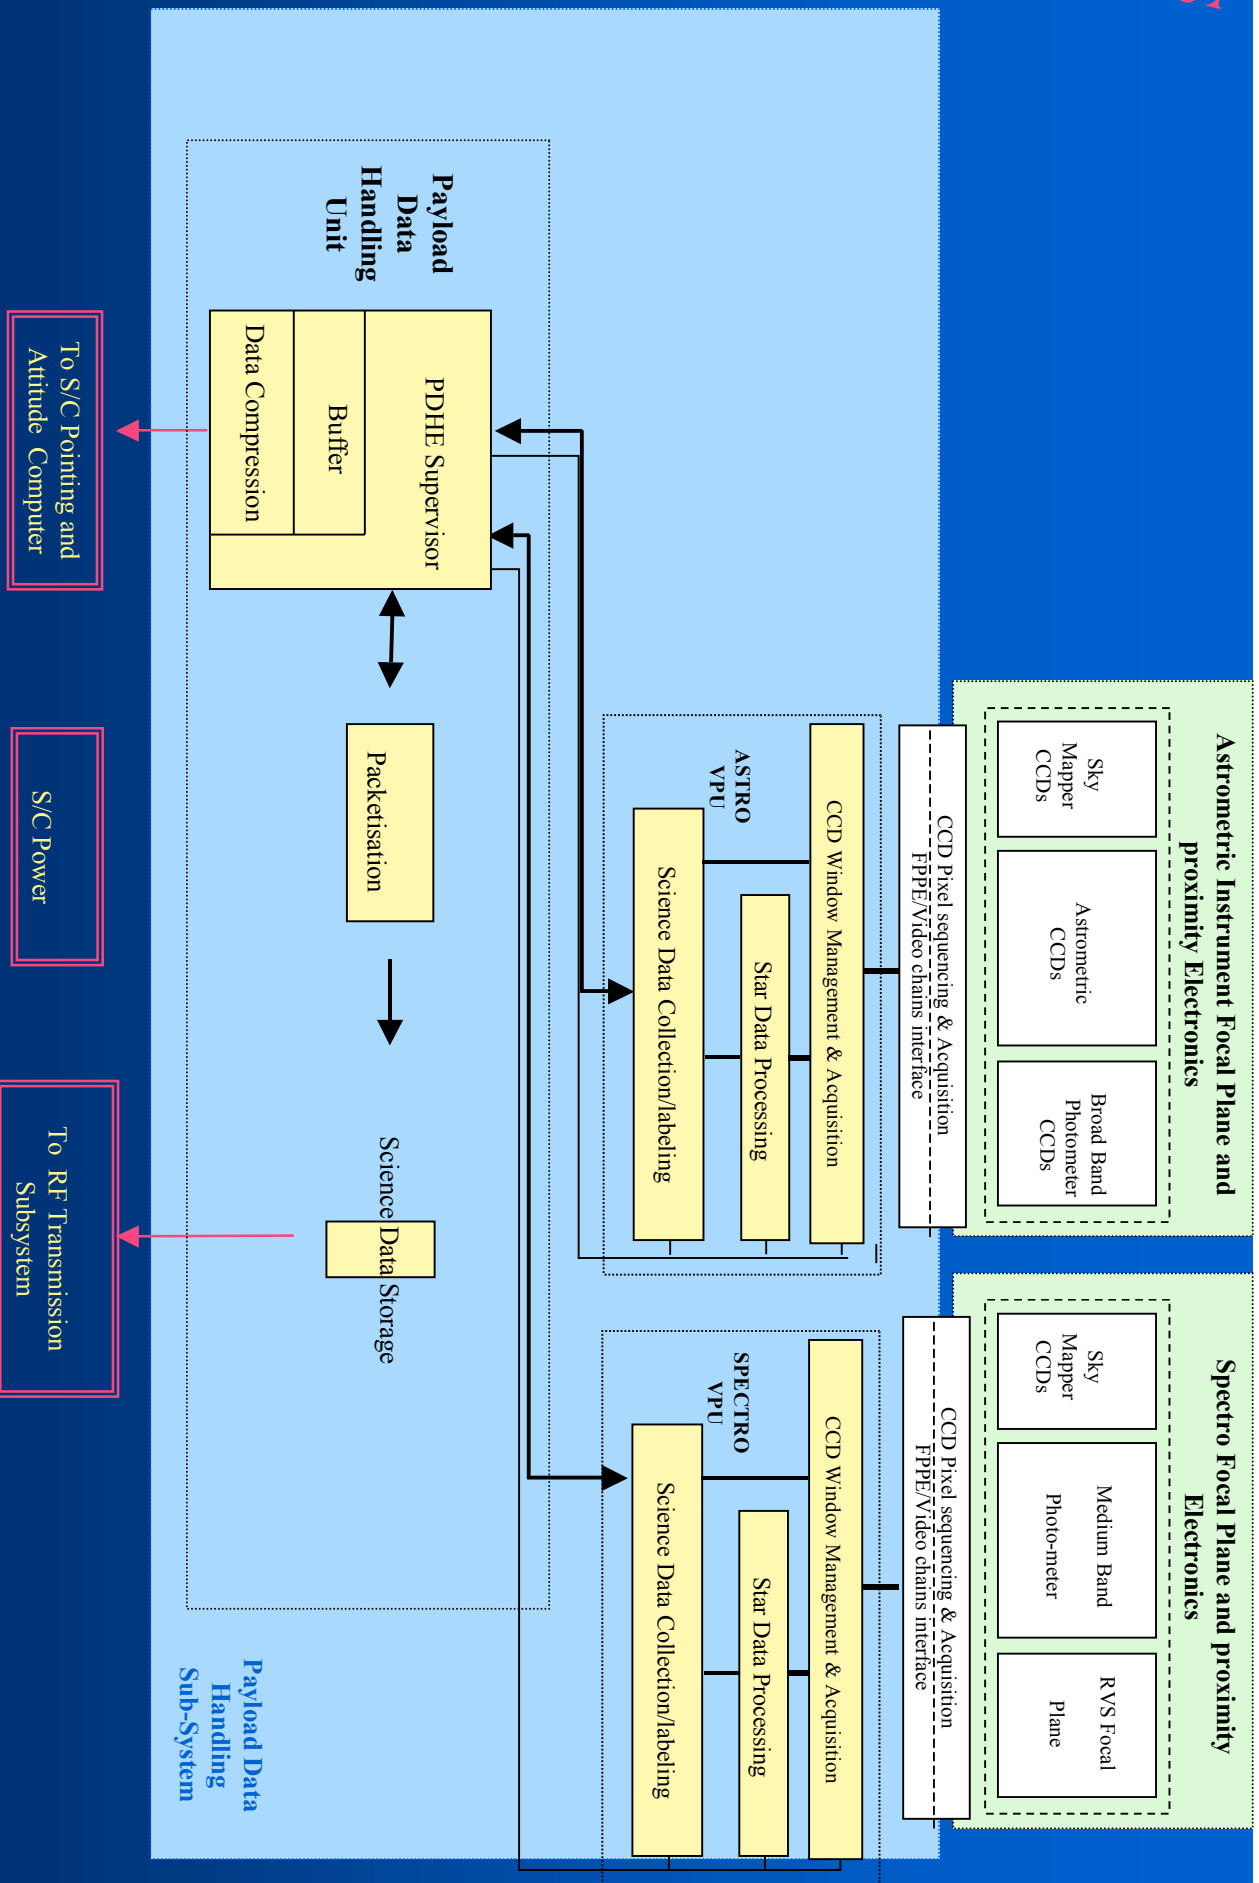 Astrometric Instrument Focal Plane and
proximity Electronics
Sky
Mapper
CCDs
Astrometric
CCDs
Broad Band
Photometer
CCDs
Spectro Focal Plane and proximity
Electronics
Sky
Mapper
CCDs
Medium Band
Photo-meter
RVS Focal
Plane
CCD Pixel sequencing & Acquisition
FPPE/Video chains interface
CCD Pixel sequencing & Acquisition
FPPE/Video chains interface
ASTRO
VPU
CCD Window Management & Acquisition
Star Data Processing
Science Data Collection/labeling
SPECTRO
VPU
CCD Window Management & Acquisition
Star Data Processing
Science Data Collection/labeling
Payload
Data
Handling
Unit
PDHE Supervisor
Buffer
Data Compression
Packetisation
Science Data Storage
Payload Data
Handling
Sub-System
To S/C Pointing and
Attitude Computer
S/C Power
To RF Transmission
Subsystem